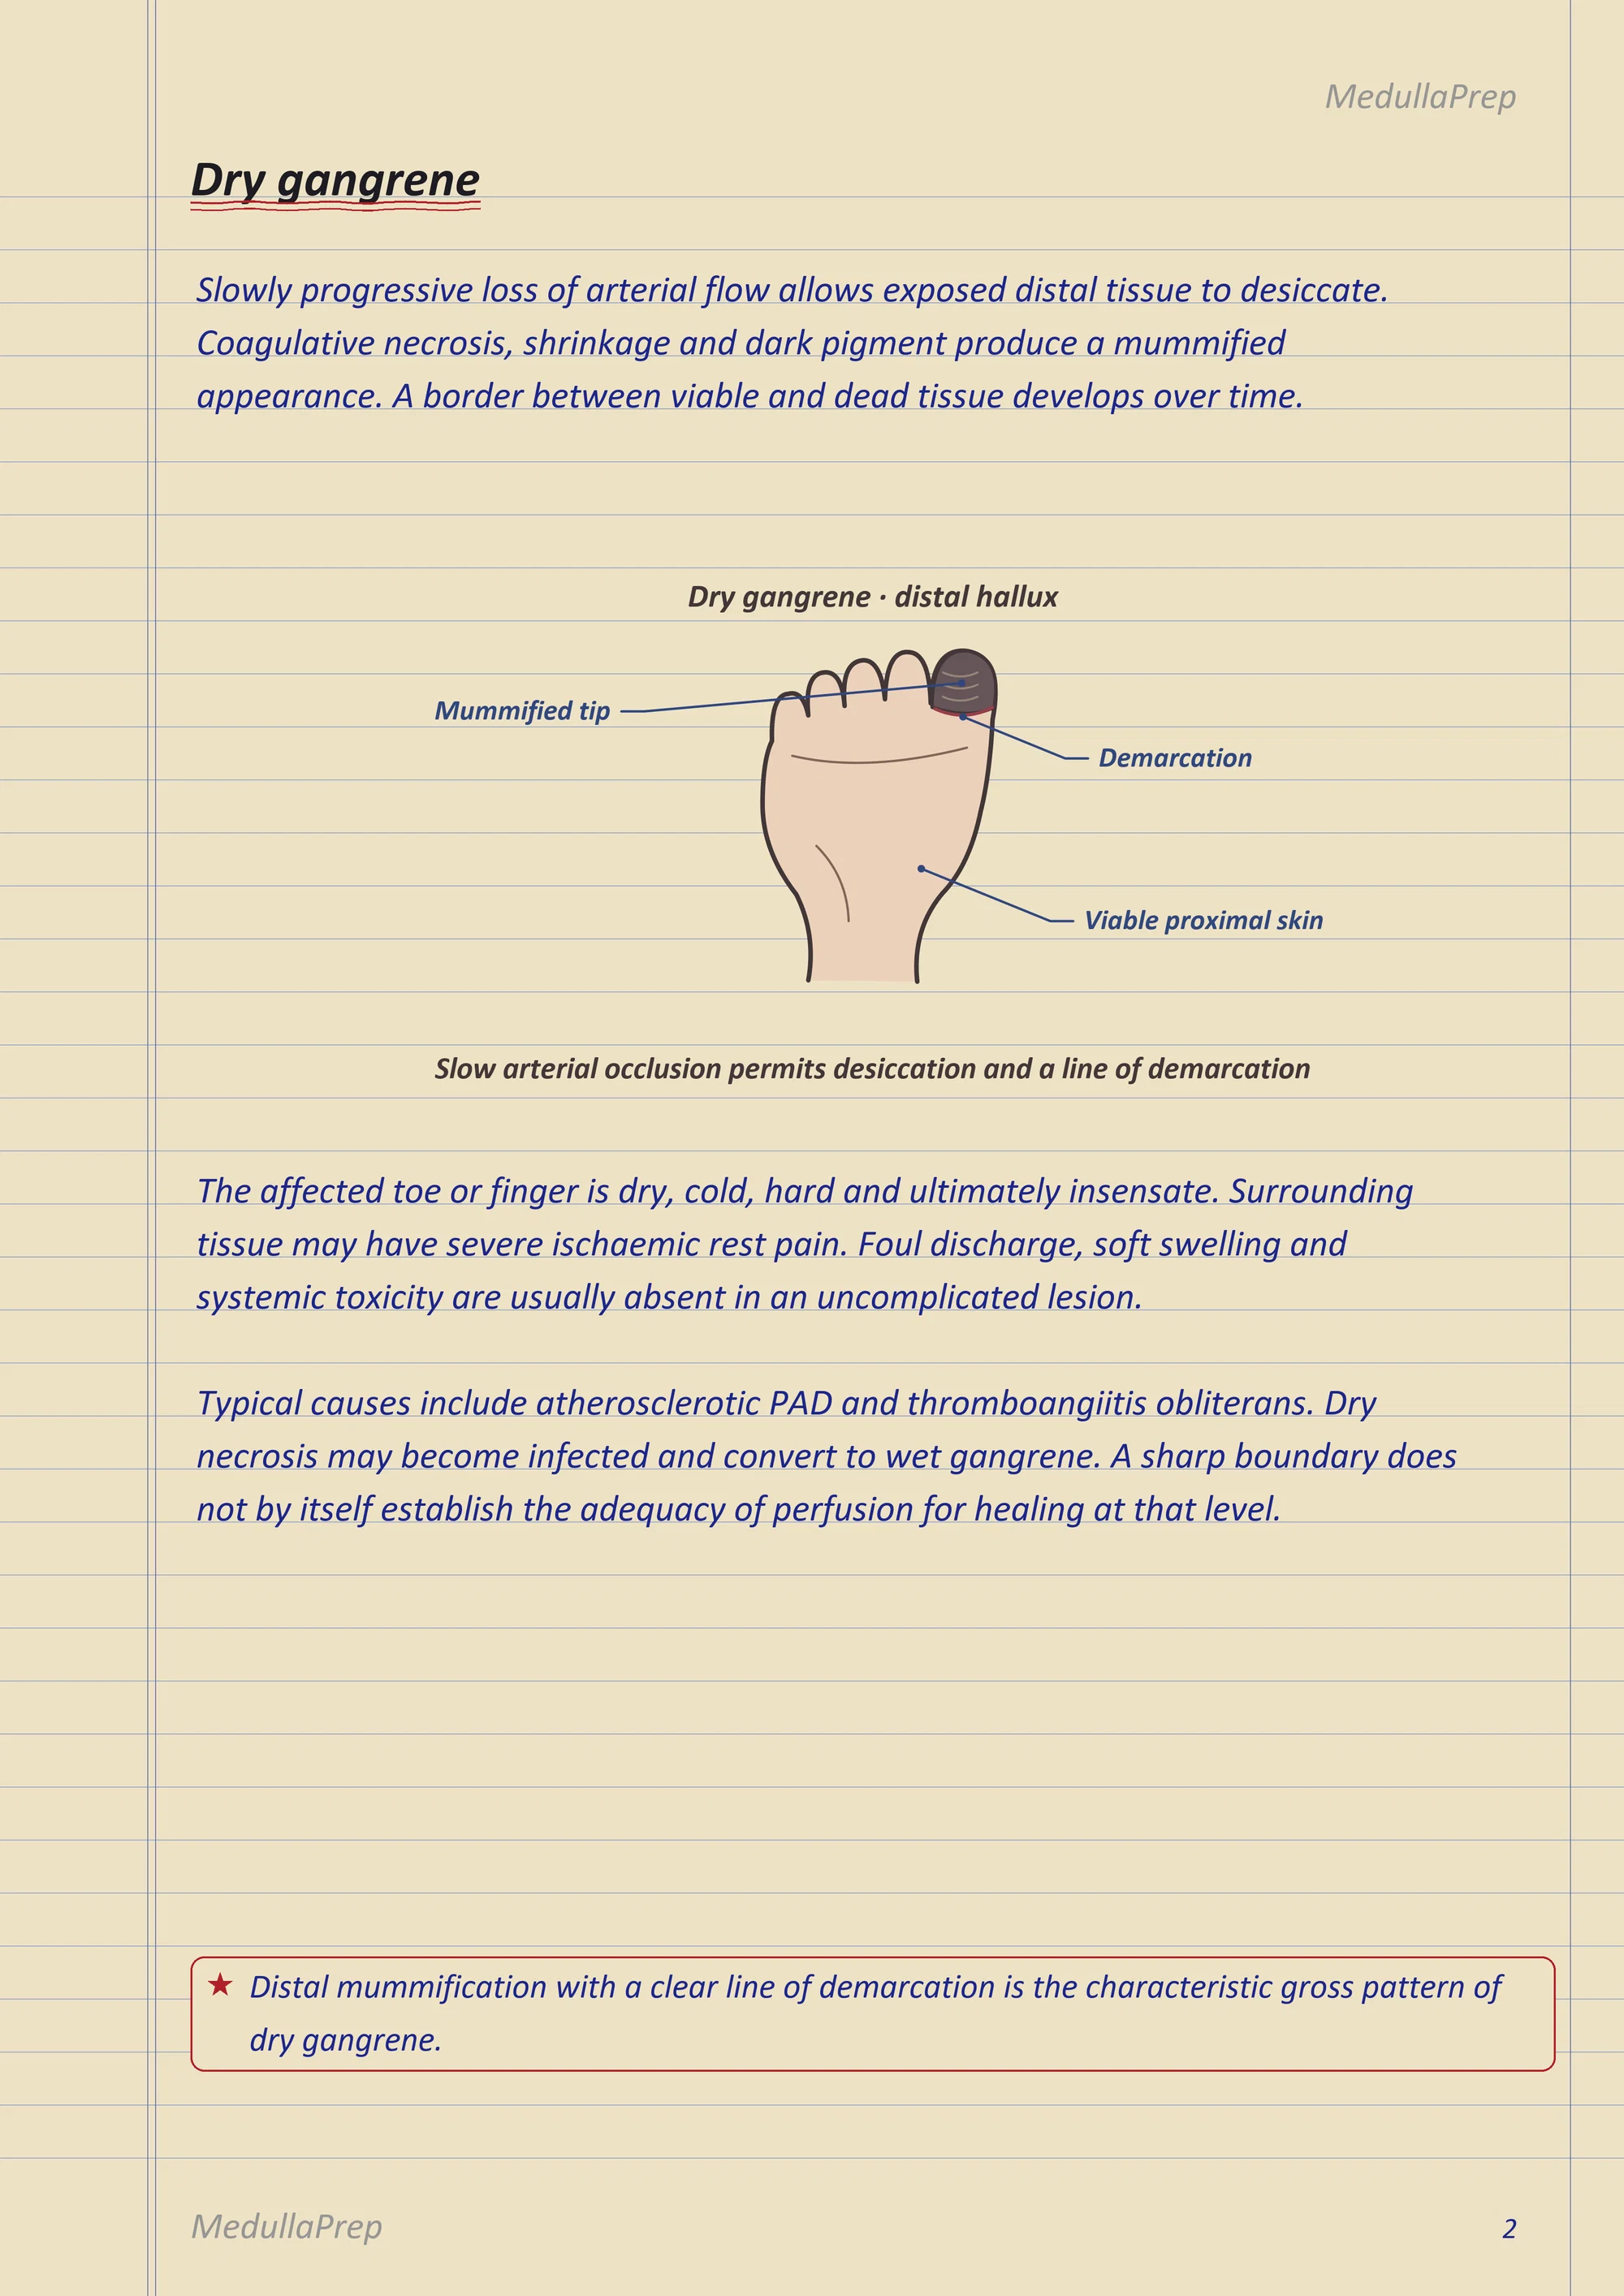 MedullaPrep
Dry gangrene
Slowly progressive loss of arterial flow allows exposed distal tissue to desiccate.
Coagulative necrosis, shrinkage and dark pigment produce a mummified
appearance. A border between viable and dead tissue develops over time.
Dry gangrene · distal hallux
Mummified tip
Demarcation
Viable proximal skin
Slow arterial occlusion permits desiccation and a line of demarcation
The affected toe or finger is dry, cold, hard and ultimately insensate. Surrounding
tissue may have severe ischaemic rest pain. Foul discharge, soft swelling and
systemic toxicity are usually absent in an uncomplicated lesion.
Typical causes include atherosclerotic PAD and thromboangiitis obliterans. Dry
necrosis may become infected and convert to wet gangrene. A sharp boundary does
not by itself establish the adequacy of perfusion for healing at that level.
★ Distal mummification with a clear line of demarcation is the characteristic gross pattern of
dry gangrene.
MedullaPrep
2